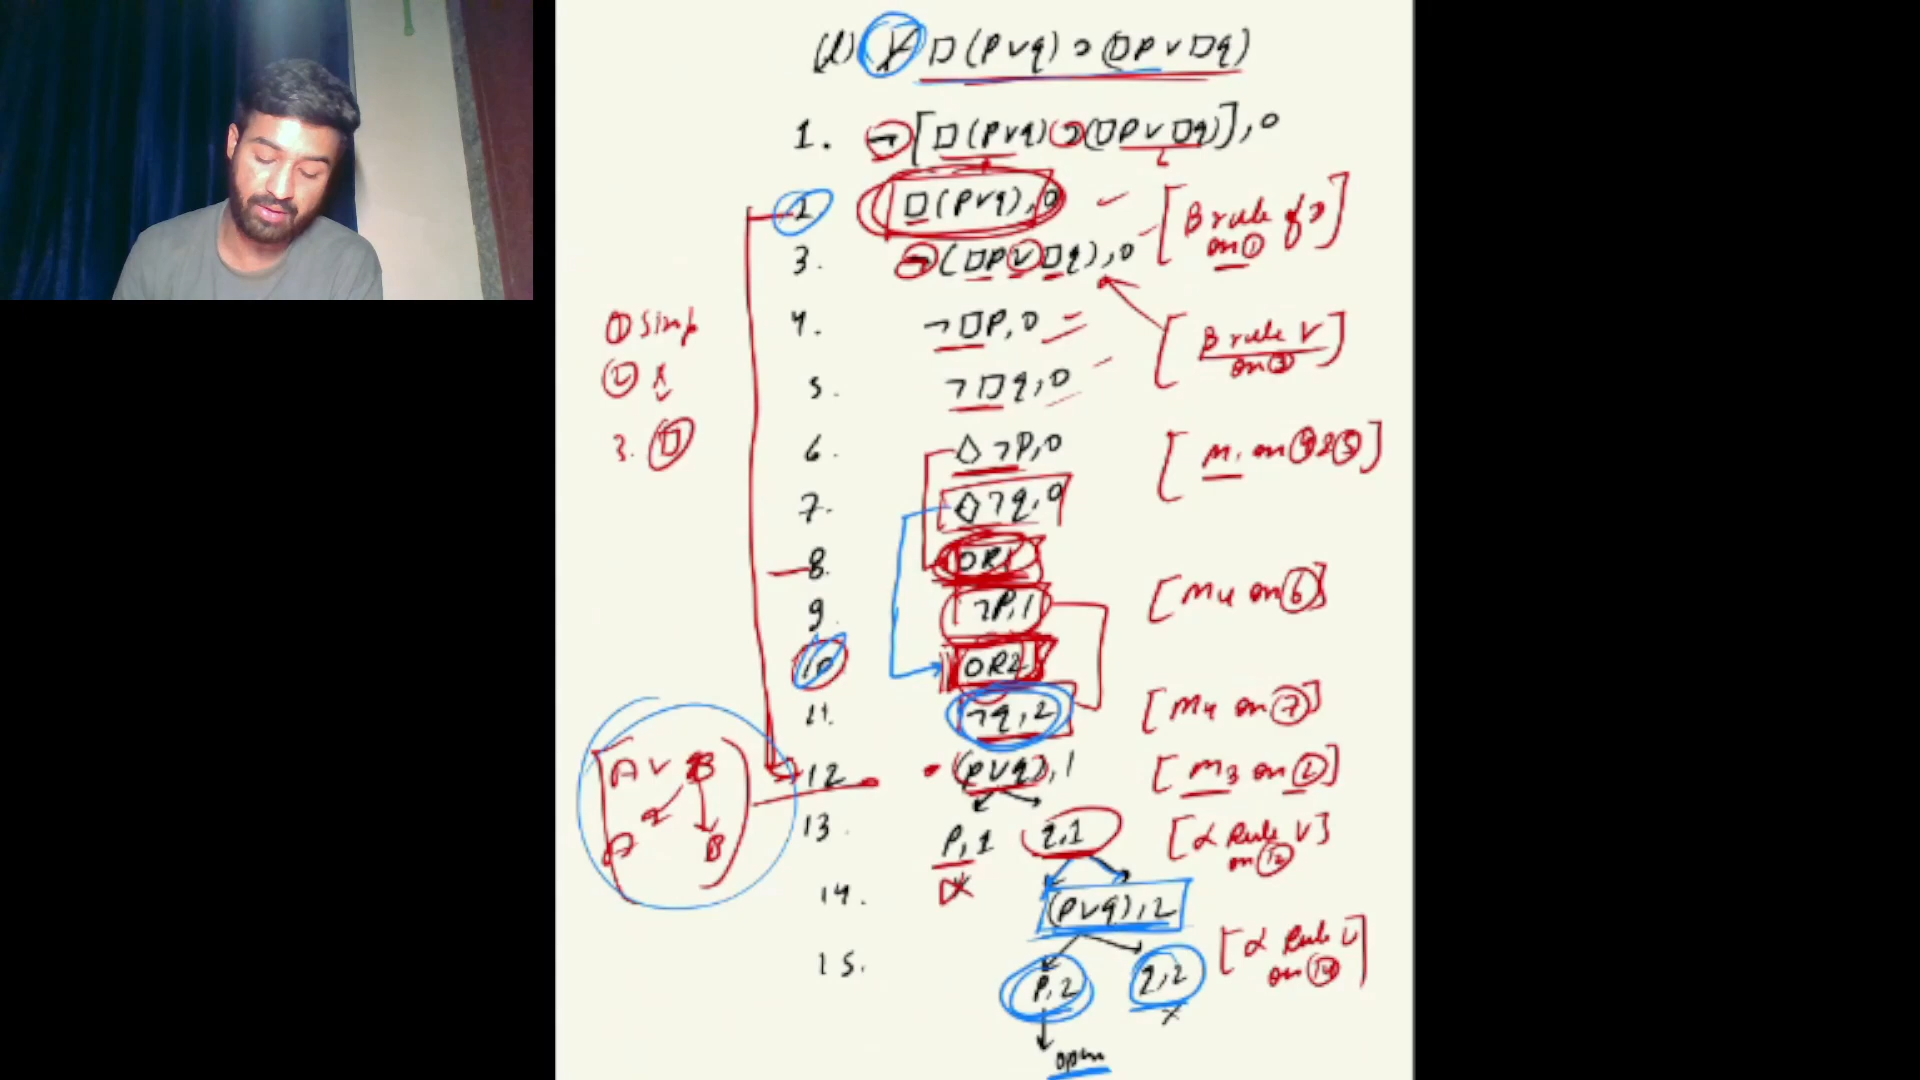 (d) ⊬ □(p∨q) ⊃ (□p ∨ □q)
1. ¬[□(p∨q) ⊃ (□p ∨ □q)], 0
2 □(p∨q), 0
[β rule of ⊃ on ①]
3. ¬(□p ∨ □q), 0
4. ¬□p, 0
[β rule ∨ on ③]
5. ¬□q, 0
6. ◇¬p, 0
[M1 on ④ & ⑤]
7. ◇¬q, 0
8. 0R1
9. ¬p, 1
[M4 on ⑥]
10 0R2
11. ¬q, 2
[M4 on ⑦]
12 (p∨q), 1
[M3 on ②]
13. p, 1 q, 1
[α Rule ∨ on ⑫]
×
14. (p∨q), 2
15. p, 2 q, 2
[α Rule ∨ on ⑭]
×
open
① Simp
②
3. □
A ∨ B
A B